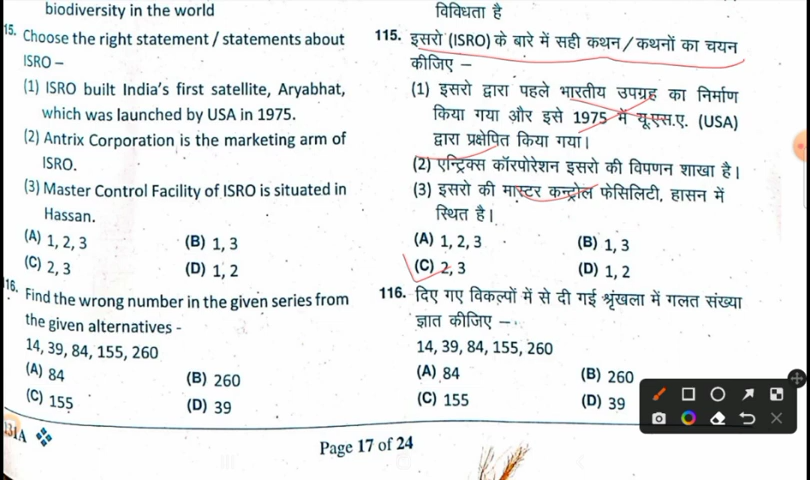 biodiversity in the world
15. Choose the right statement / statements about
ISRO –
(1) ISRO built India's first satellite, Aryabhat,
which was launched by USA in 1975.
(2) Antrix Corporation is the marketing arm of
ISRO.
(3) Master Control Facility of ISRO is situated in
Hassan.
(A) 1, 2, 3 (B) 1, 3
(C) 2, 3 (D) 1, 2
16. Find the wrong number in the given series from
the given alternatives -
14, 39, 84, 155, 260
(A) 84 (B) 260
(C) 155 (D) 39
131A
विविधता है
115. इसरो (ISRO) के बारे में सही कथन/कथनों का चयन
कीजिए –
(1) इसरो द्वारा पहले भारतीय उपग्रह का निर्माण
किया गया और इसे 1975 में यू.एस.ए. (USA)
द्वारा प्रक्षेपित किया गया।
(2) एन्ट्रिक्स कॉरपोरेशन इसरो की विपणन शाखा है।
(3) इसरो की मास्टर कन्ट्रोल फेसिलिटी, हासन में
स्थित है।
(A) 1, 2, 3 (B) 1, 3
(C) 2, 3 (D) 1, 2
116. दिए गए विकल्पों में से दी गई श्रृंखला में गलत संख्या
ज्ञात कीजिए –
14, 39, 84, 155, 260
(A) 84 (B) 260
(C) 155 (D) 39
Page 17 of 24